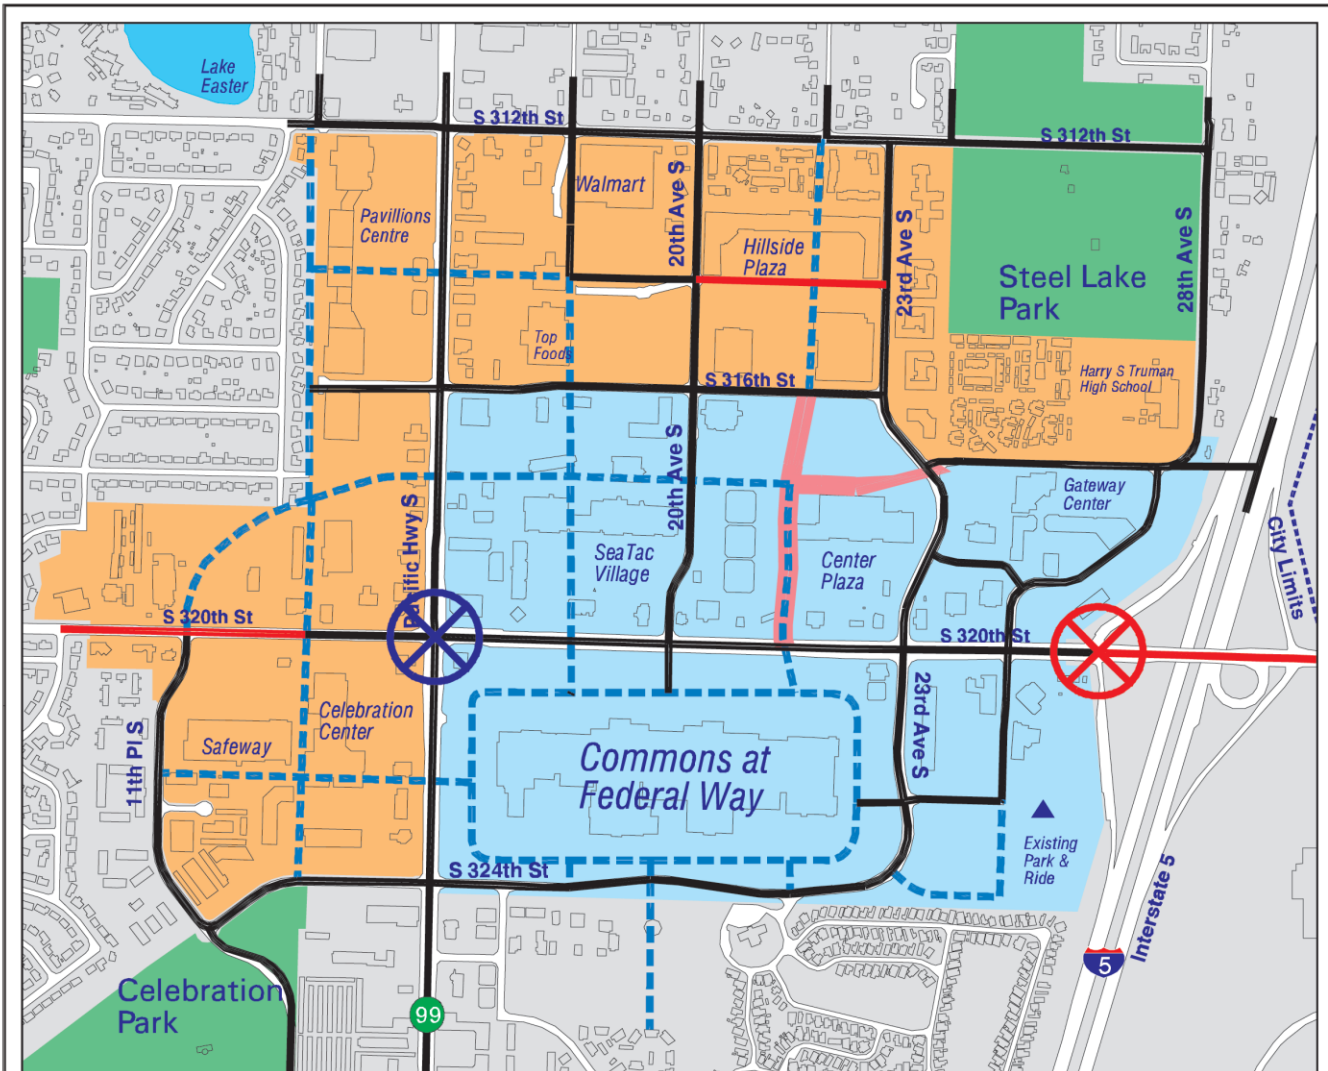 Lake
Easter
S 312th St
S 312th St
Walmart
20th Ave S
Pavillions
Centre
Hillside
Plaza
23rd Ave S
28th Ave S
Steel Lake
Park
Top
Foods
S 316th St
Harry S Truman
High School
20th Ave S
Pacific Hwy S
Gateway
Center
SeaTac
Village
Center
Plaza
City Limits
S 320th St
S 320th St
11th Pl S
Safeway
Celebration
Center
23rd Ave S
Commons at
Federal Way
Existing
Park &
Ride
S 324th St
Interstate 5
5
Celebration
Park
99